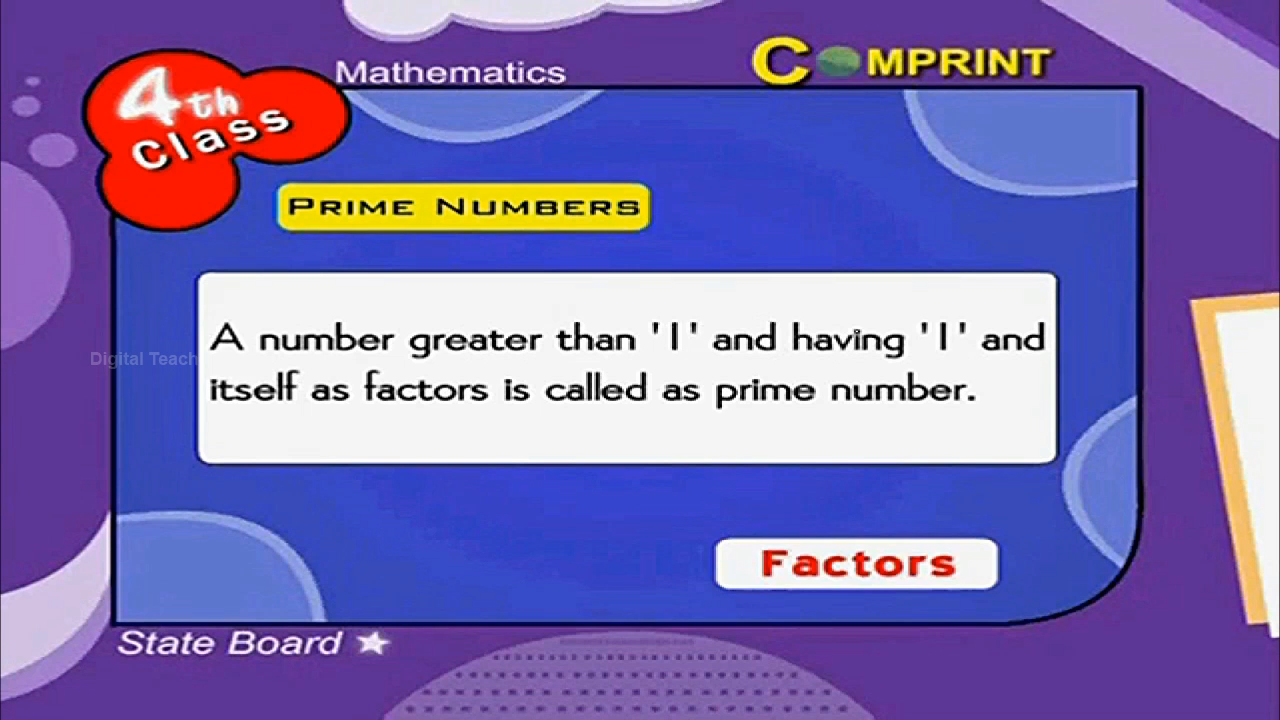 Mathematics
COMPRINT
4th
Class
PRIME NUMBERS
A number greater than '1' and having '1' and
itself as factors is called as prime number.
Digital Teach
Factors
State Board